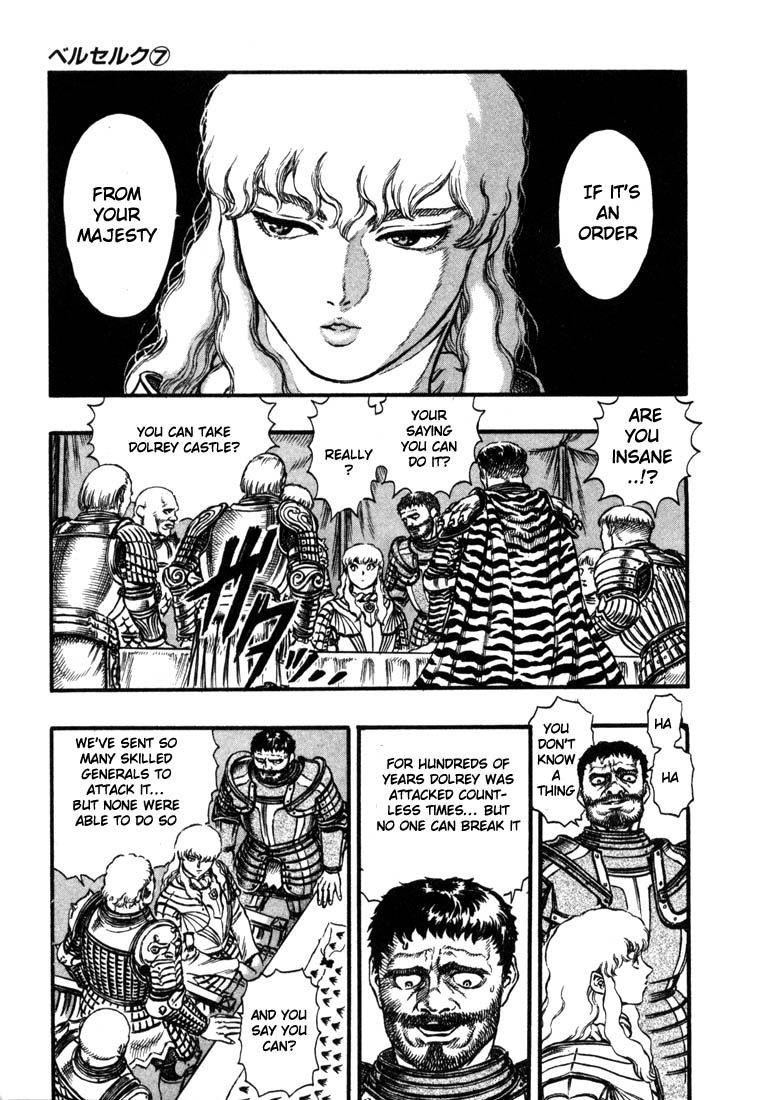 ベルセルク⑦
IF IT'S
AN
ORDER
FROM
YOUR
MAJESTY
ARE
YOU
INSANE
..!?
YOUR
SAYING
YOU CAN
DO IT?
REALLY
?
YOU CAN TAKE
DOLREY CASTLE?
ガタ...
HA
HA
YOU
DON'T
KNOW
A
THING
FOR HUNDREDS OF
YEARS DOLREY WAS
ATTACKED COUNT-
LESS TIMES... BUT
NO ONE CAN BREAK IT
WE'VE SENT SO
MANY SKILLED
GENERALS TO
ATTACK IT...
BUT NONE WERE
ABLE TO DO SO
AND YOU
SAY YOU
CAN?